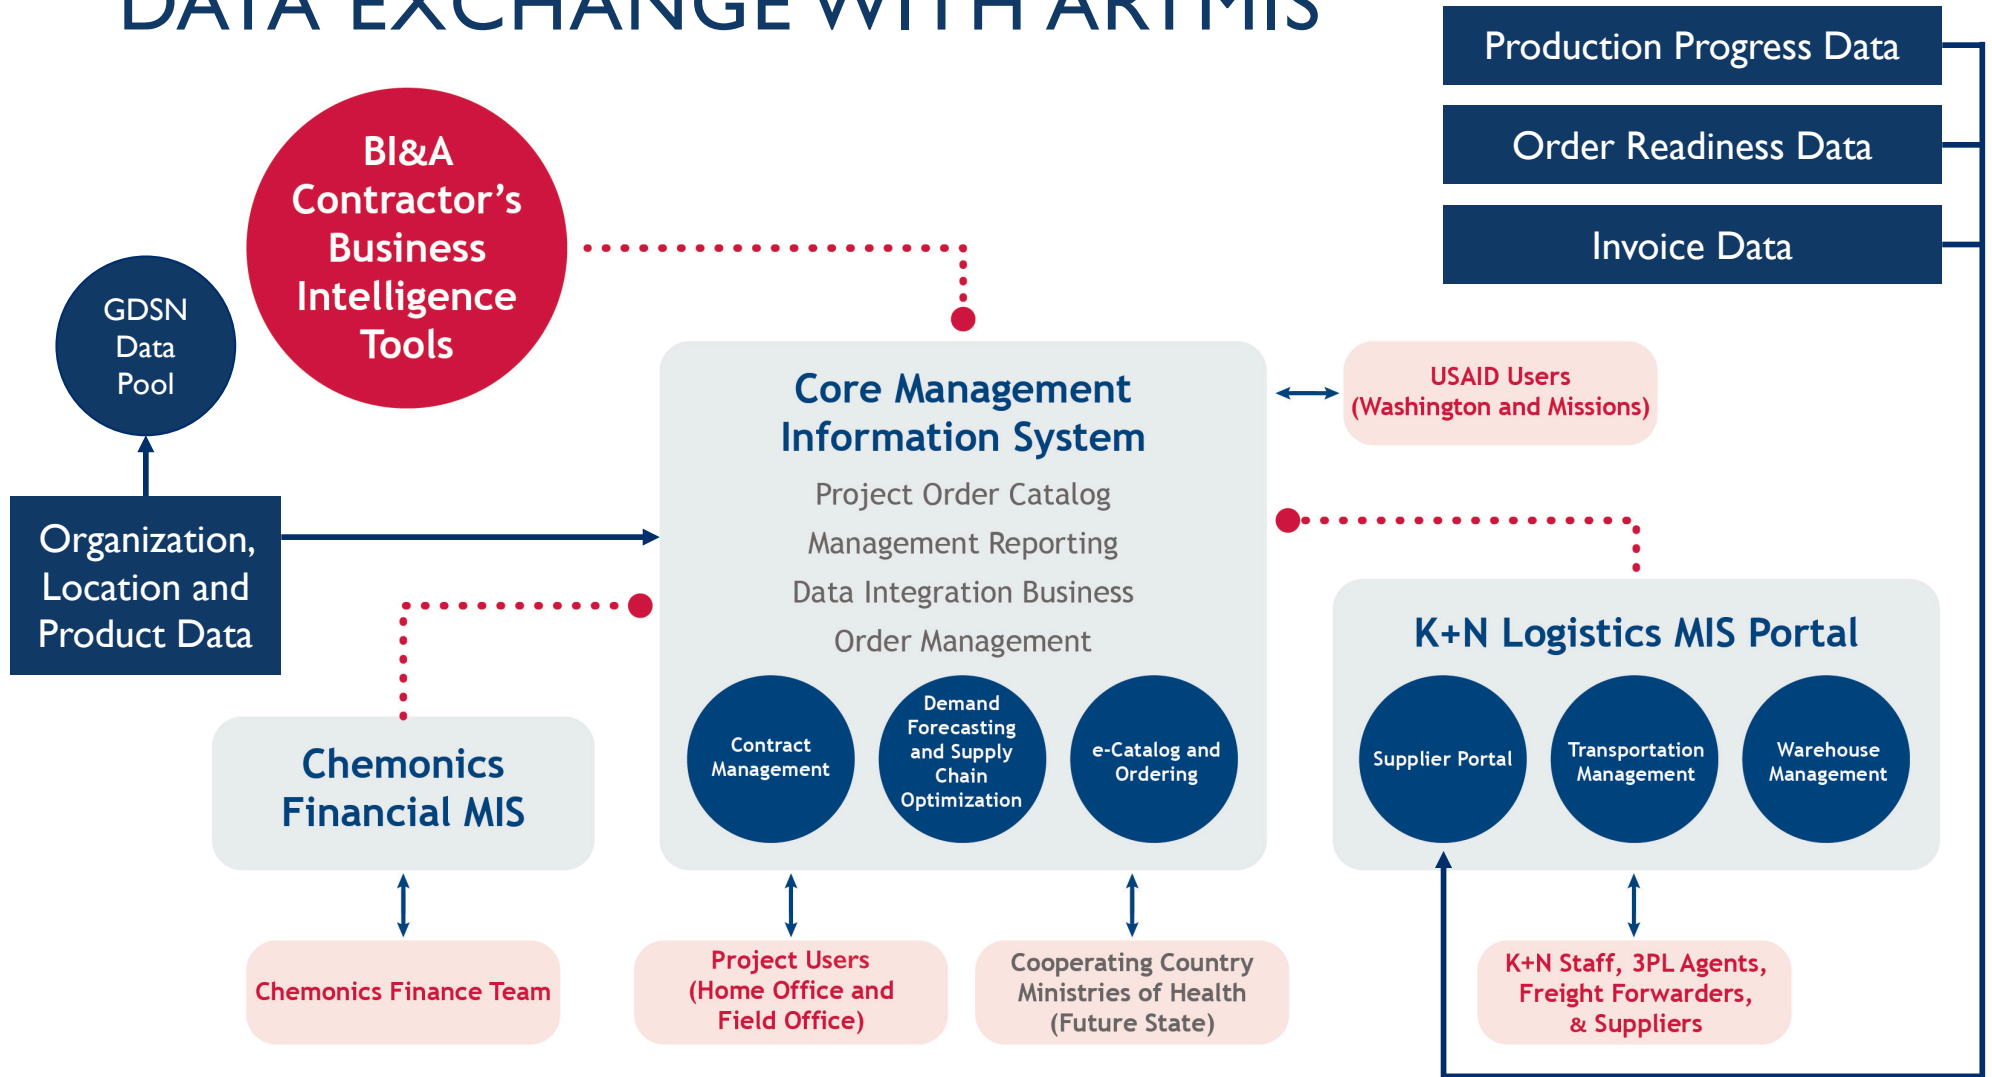 DATA EXCHANGE WITH ARTMIS
Production Progress Data
Order Readiness Data
Invoice Data
BI&A
Contractor’s
Business
Intelligence
Tools
GDSN
Data
Pool
Organization,
Location and
Product Data
Core Management
Information System
Project Order Catalog
Management Reporting
Data Integration Business
Order Management
Contract
Management
Demand
Forecasting
and Supply
Chain
Optimization
e-Catalog and
Ordering
USAID Users
(Washington and Missions)
K+N Logistics MIS Portal
Supplier Portal
Transportation
Management
Warehouse
Management
Chemonics
Financial MIS
Chemonics Finance Team
Project Users
(Home Office and
Field Office)
Cooperating Country
Ministries of Health
(Future State)
K+N Staff, 3PL Agents,
Freight Forwarders,
& Suppliers